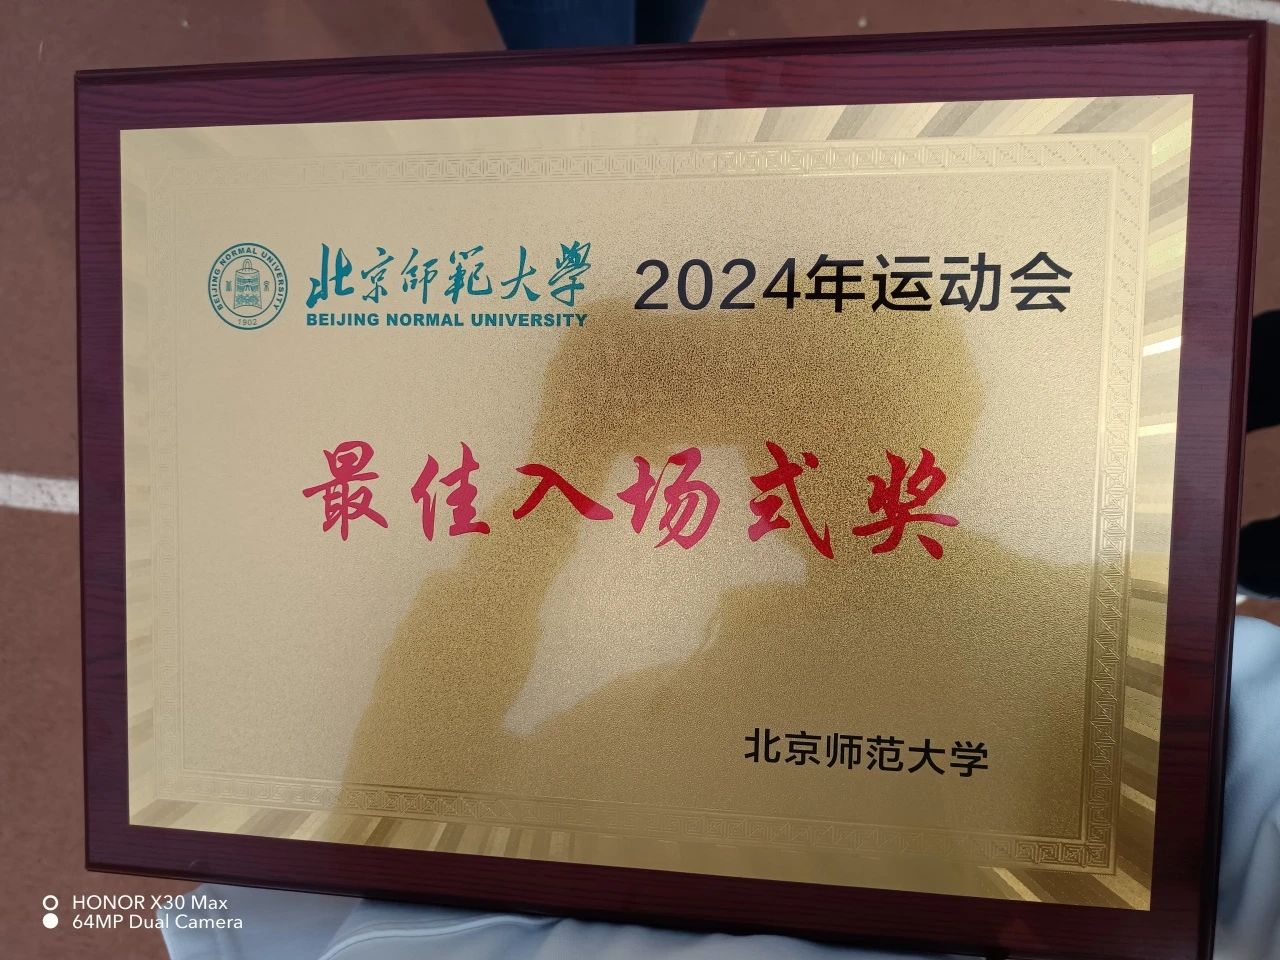 北京師範大学 2024年运动会
BEIJING NORMAL UNIVERSITY
BEIJING NORMAL UNIVERSITY
1902
最佳入场式奖
北京师范大学
HONOR X30 Max
64MP Dual Camera